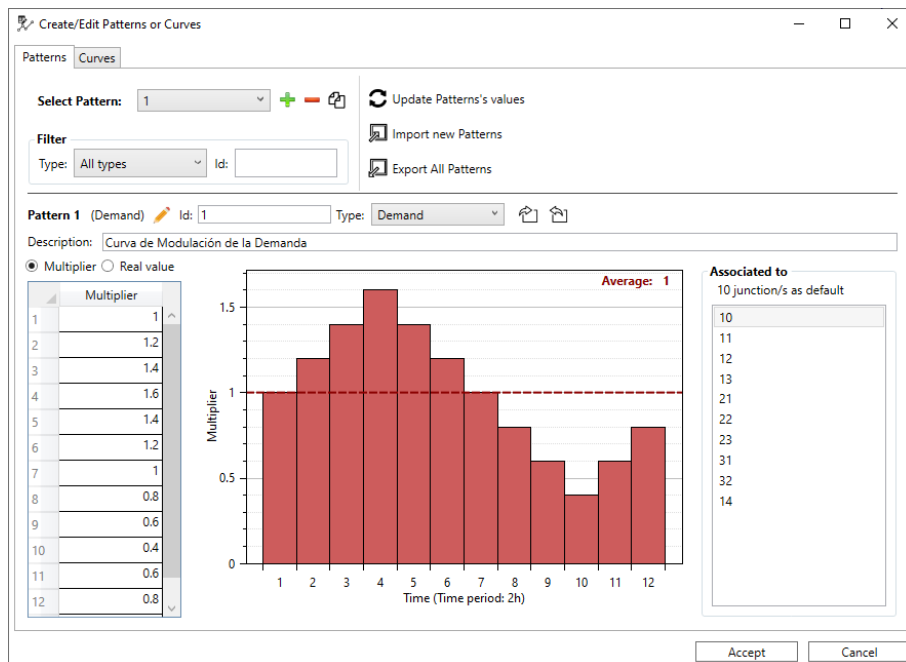 Create/Edit Patterns or Curves
Patterns Curves
Select Pattern: 1
Update Patterns's values
Filter
Import new Patterns
Type: All types Id:
Export All Patterns
Pattern 1 (Demand) Id: 1 Type: Demand
Description: Curva de Modulación de la Demanda
Multiplier Real value
Multiplier
1 1
2 1.2
3 1.4
4 1.6
5 1.4
6 1.2
7 1
8 0.8
9 0.6
10 0.4
11 0.6
12 0.8
Average: 1
Multiplier
1.5
1
0.5
0
1 2 3 4 5 6 7 8 9 10 11 12
Time (Time period: 2h)
Associated to
10 junction/s as default
10
11
12
13
21
22
23
31
32
14
Accept Cancel